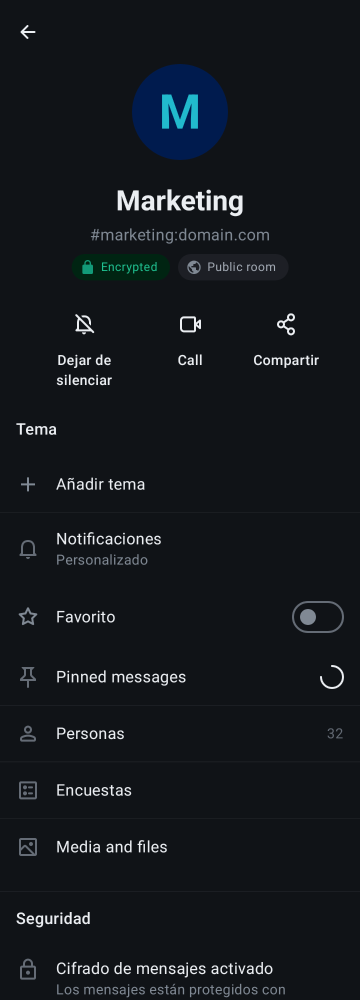 M
Marketing
#marketing:domain.com
Encrypted
Public room
Dejar de
silenciar
Call
Compartir
Tema
Añadir tema
Notificaciones
Personalizado
Favorito
Pinned messages
Personas
32
Encuestas
Media and files
Seguridad
Cifrado de mensajes activado
Los mensajes están protegidos con